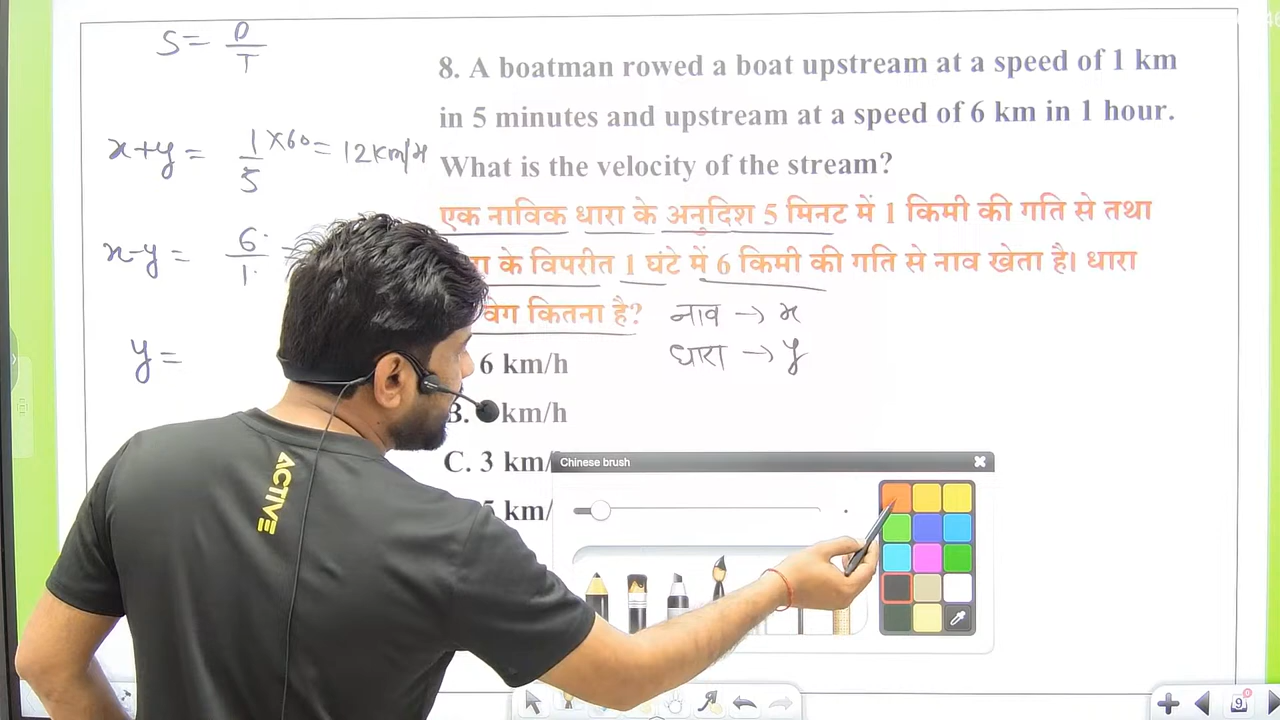 S = D/T
8. A boatman rowed a boat upstream at a speed of 1 km
in 5 minutes and upstream at a speed of 6 km in 1 hour.
What is the velocity of the stream?
x+y = 1/5 ×60 = 12 km/h
एक नाविक धारा के अनुदिश 5 मिनट में 1 किमी की गति से तथा
x-y = 6/1 =
के विपरीत 1 घंटे में 6 किमी की गति से नाव खेता है। धारा
वेग कितना है?
नाव → x
धारा → y
y =
6 km/h
B. km/h
C. 3 km/
km/
Chinese brush
ACTIVE
9